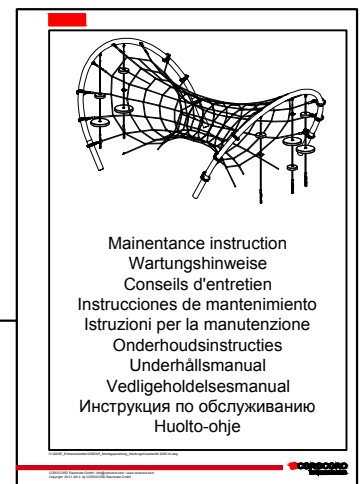 Mainentance instruction
Wartungshinweise
Conseils d'entretien
Instrucciones de mantenimiento
Istruzioni per la manutenzione
Onderhoudsinstructies
Underhållsmanual
Vedligeholdelsesmanual
Инструкция по обслуживанию
Huolto-ohje
COROCORD